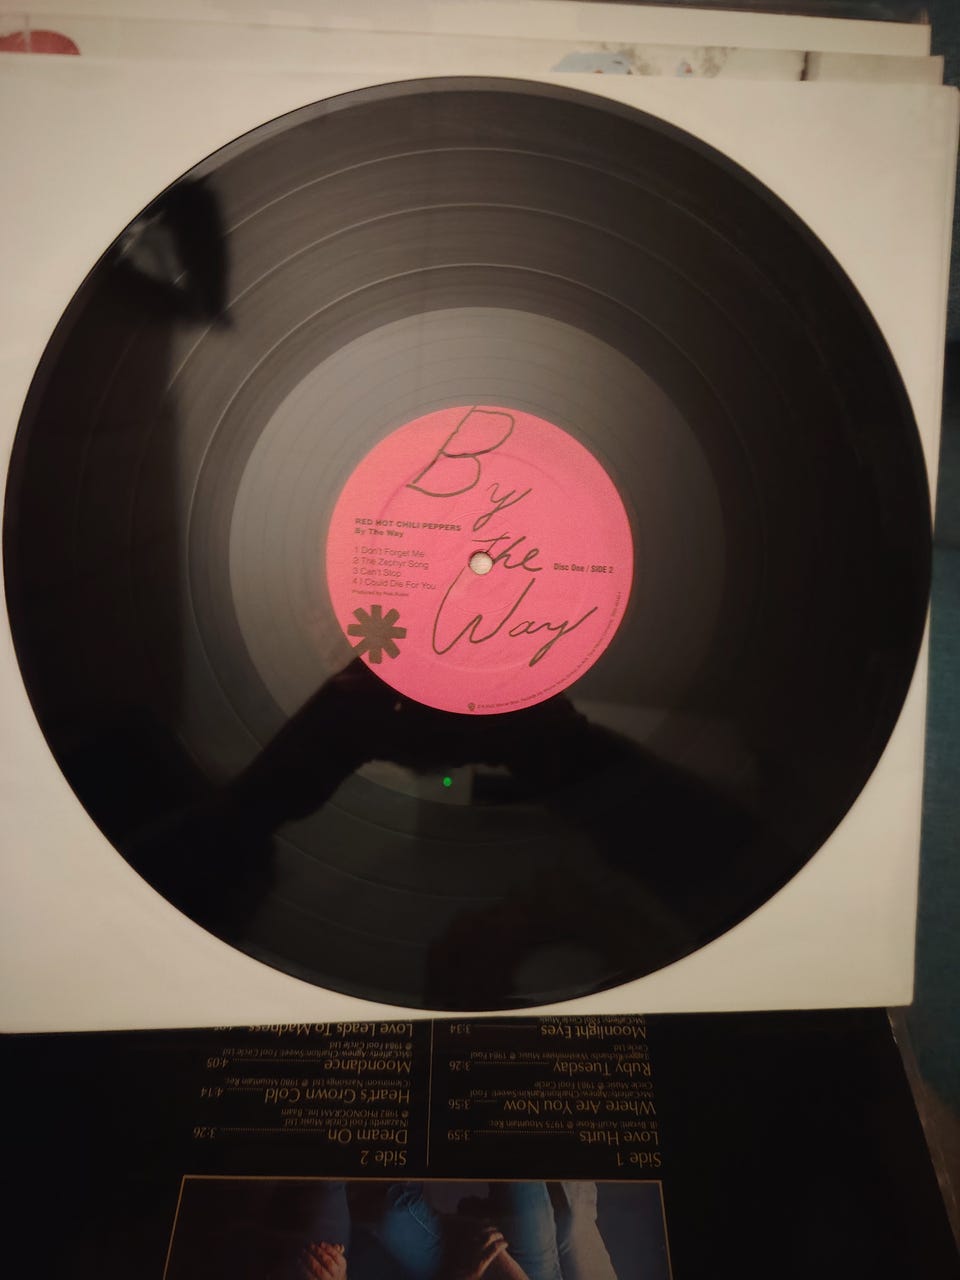 By
the
Way
RED HOT CHILI PEPPERS
By The Way
1 Don't Forget Me
2 The Zephyr Song
3 Can't Stop
4 I Could Die For You
Produced by Rick Rubin
Disc One / SIDE 2
Side 1
Love Hurts 3:59
Where Are You Now 3:56
Ruby Tuesday 3:26
Moonlight Eyes 3:34
Side 2
Dream On 3:26
Heart's Grown Cold 4:14
Moondance 4:05
Love Leads To Madness